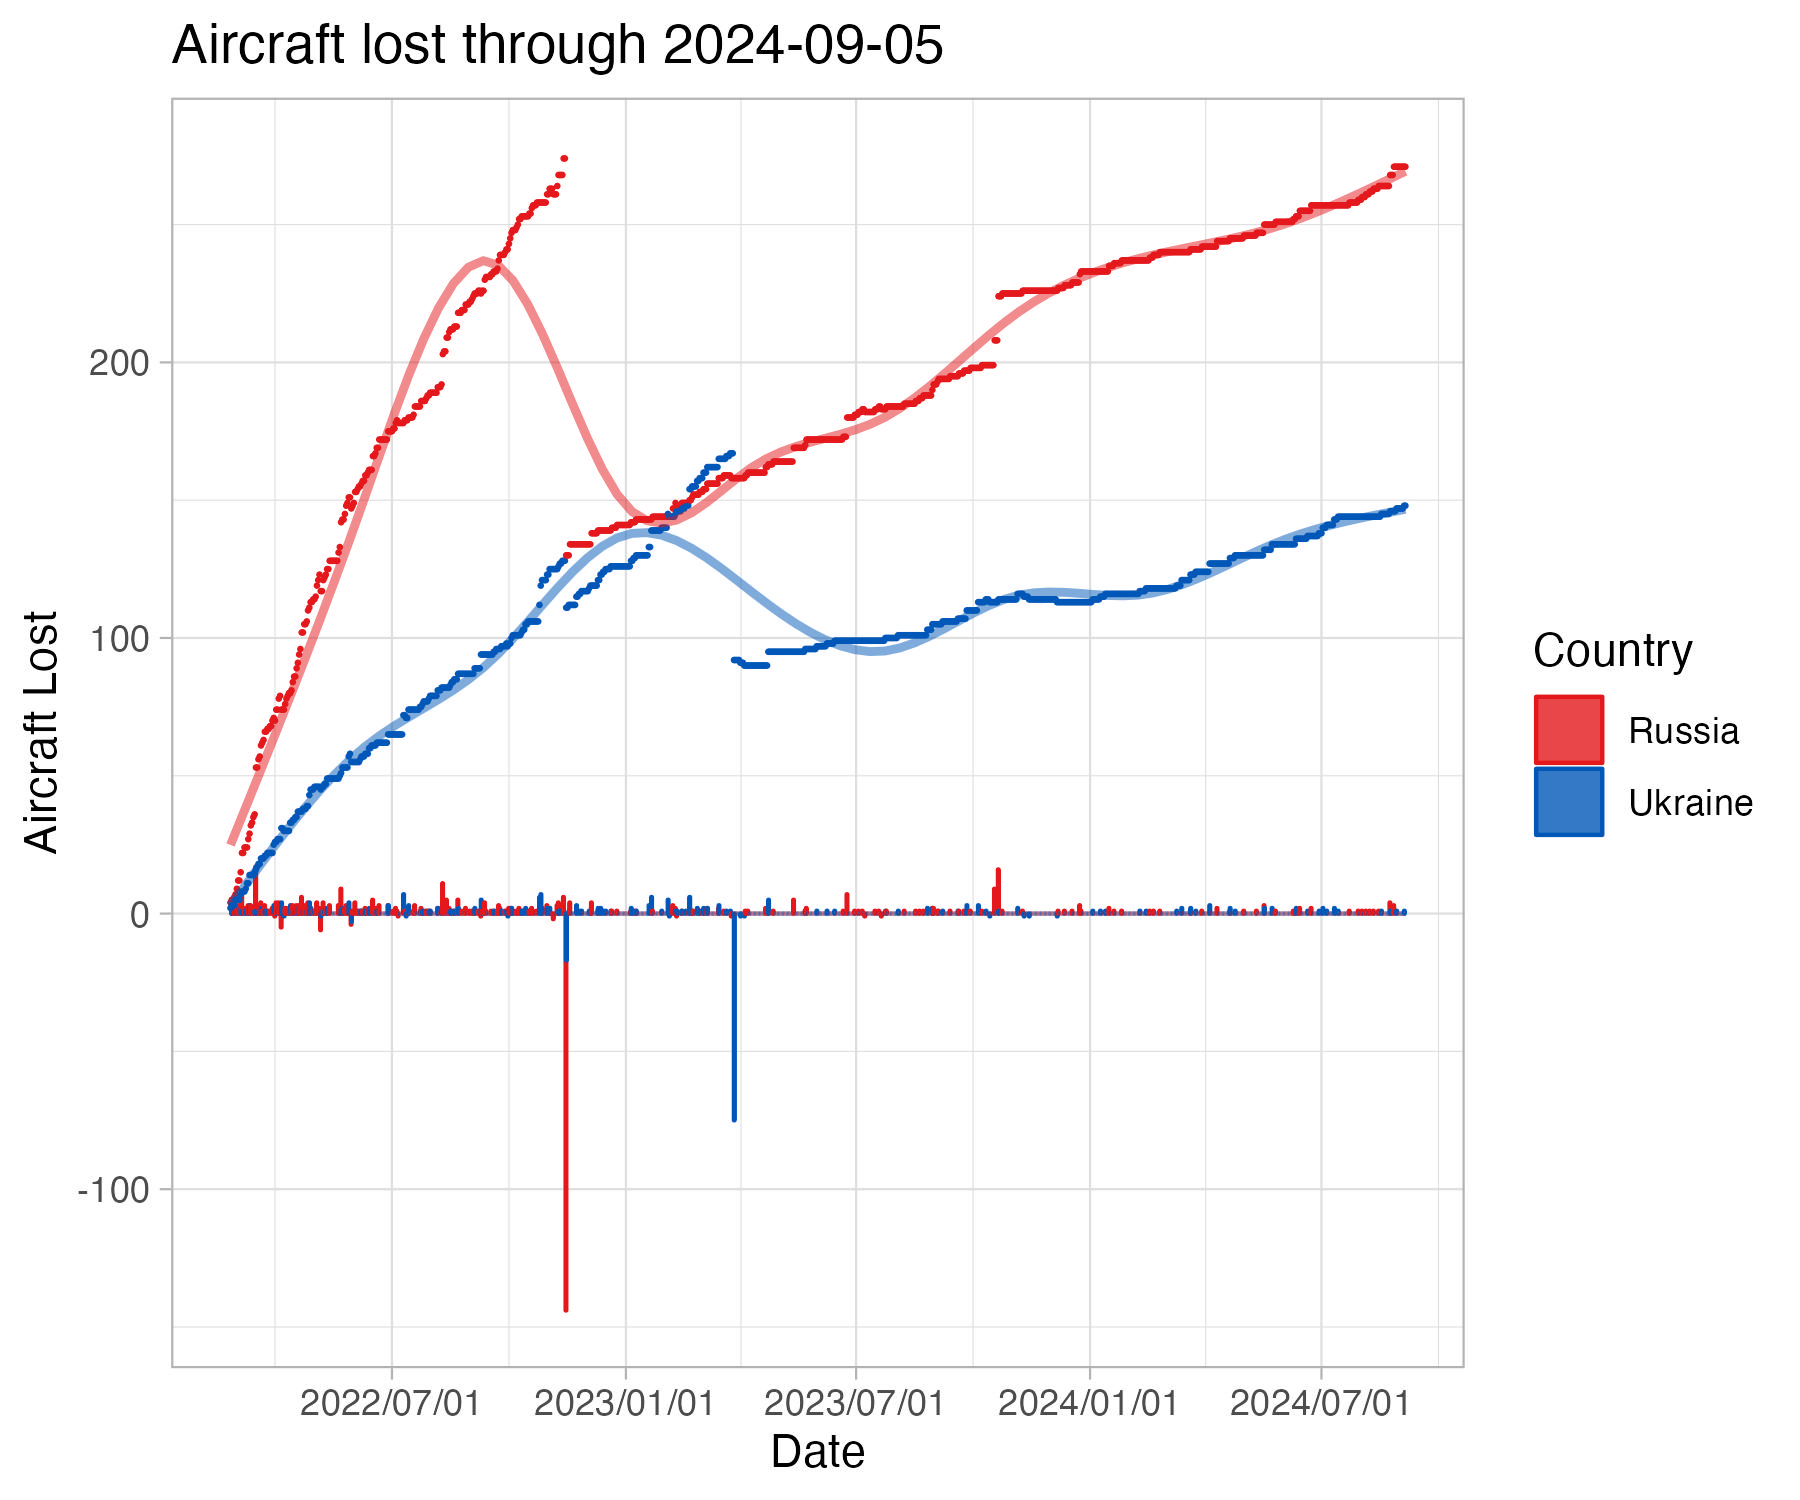 Aircraft lost through 2024-09-05
Aircraft Lost
200
100
0
-100
2022/07/01
2023/01/01
2023/07/01
2024/01/01
2024/07/01
Date
Country
Russia
Ukraine